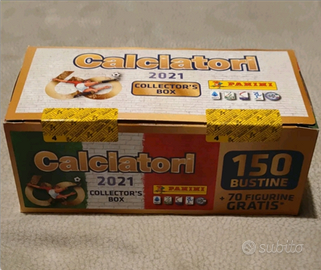 Calciatori
2021
COLLECTOR'S
BOX
PANINI
Calciatori
2021
COLLECTOR'S
BOX
PANINI
150
BUSTINE
+ 70 FIGURINE
GRATIS*
subito